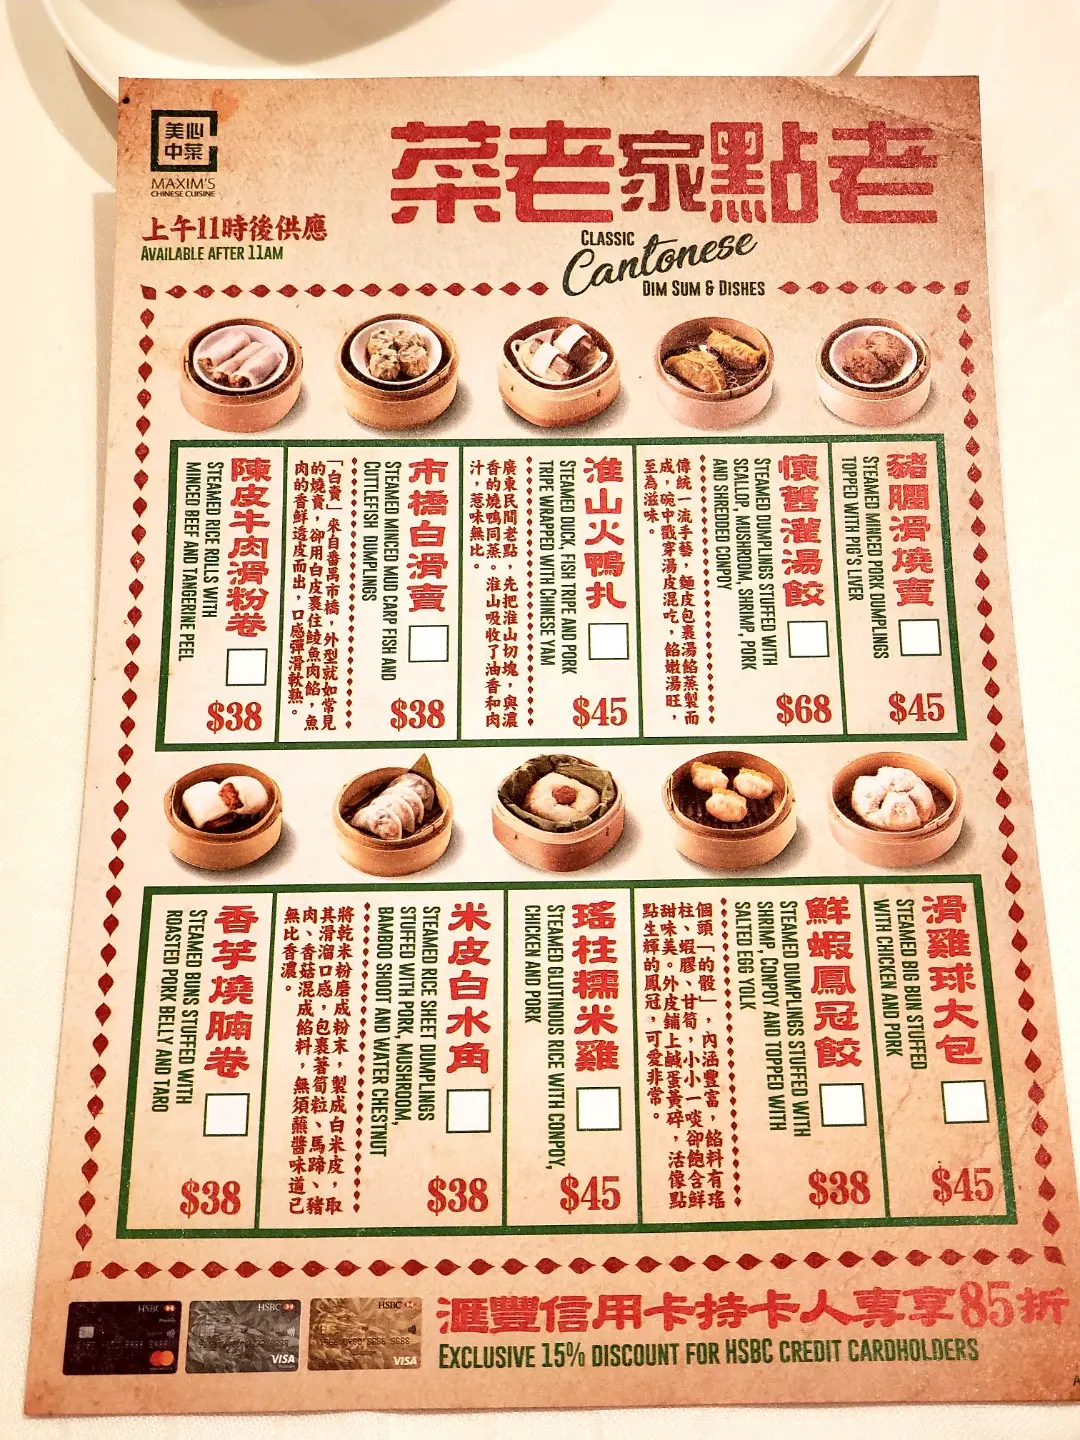 美心
中菜
MAXIM'S
CHINESE CUISINE
上午11時後供應
AVAILABLE AFTER 11AM
老點家老菜
CLASSIC
Cantonese
DIM SUM & DISHES
豬膶滑燒賣
STEAMED MINCED PORK DUMPLINGS
TOPPED WITH PIG'S LIVER
$45
懷舊灌湯餃
STEAMED DUMPLINGS STUFFED WITH
SCALLOP, MUSHROOM, SHRIMP, PORK
AND SHREDDED CONPOY
傳統一流手藝，麵皮包裹湯餡蒸製而
成，碗中戳穿湯皮混吃，餡嫩湯旺，
至為滋味。
$68
淮山火鴨扎
STEAMED DUCK, FISH TRIPE AND PORK
TRIPE WRAPPED WITH CHINESE YAM
廣東民間老點，先把淮山切塊，與濃
香的燒鴨同蒸。淮山吸收了油香和肉
汁，惹味無比。
$45
市橋白滑賣
STEAMED MINCED MUD CARP FISH AND
CUTTLEFISH DUMPLINGS
「白賣」來自番禺市橋，外型就如常見
的燒賣，卻用白皮裹住鯪魚肉餡，魚
肉的香鮮透皮而出，口感彈滑軟熟。
$38
陳皮牛肉滑粉卷
STEAMED RICE ROLLS WITH
MINCED BEEF AND TANGERINE PEEL
$38
滑雞球大包
STEAMED BIG BUN STUFFED
WITH CHICKEN AND PORK
$45
鮮蝦鳳冠餃
STEAMED DUMPLINGS STUFFED WITH
SHRIMP, CONPOY AND TOPPED WITH
SALTED EGG YOLK
個頭「的骰」，內涵豐富，餡料有瑤
柱、蝦膠、甘筍，小小一啖卻飽含鮮
甜味美。外皮鋪上鹹蛋黃碎，活像點
點生輝的鳳冠，可愛非常。
$38
瑤柱糯米雞
STEAMED GLUTINOUS RICE WITH CONPOY,
CHICKEN AND PORK
$45
米皮白水角
STEAMED RICE SHEET DUMPLINGS
STUFFED WITH PORK, MUSHROOM,
BAMBOO SHOOT AND WATER CHESTNUT
將乾米粉磨成粉末，製成白米皮，取
其滑溜口感，包裹著筍粒、馬蹄、豬
肉、香菇混成餡料，無須蘸醬味道已
無比香濃。
$38
香芋燒腩卷
STEAMED BUNS STUFFED WITH
ROASTED PORK BELLY AND TARO
$38
HSBC
HSBC
VISA
HSBC
VISA
滙豐信用卡持卡人專享85折
EXCLUSIVE 15% DISCOUNT FOR HSBC CREDIT CARDHOLDERS